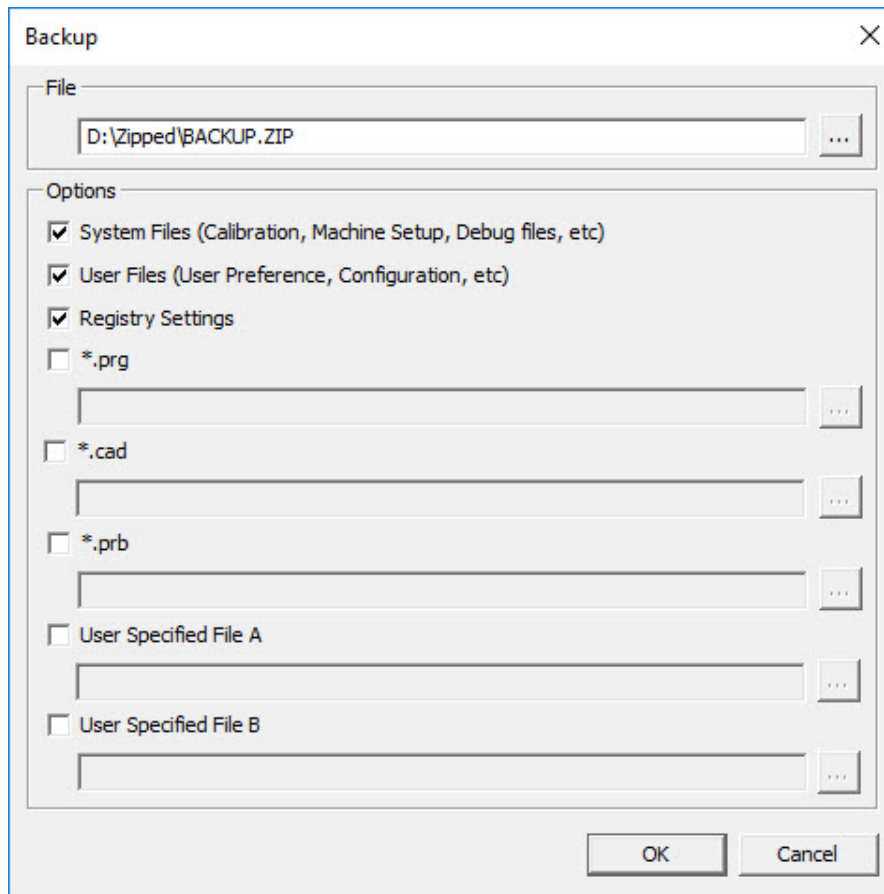 Backup
File
D:\Zipped\BACKUP.ZIP
...
Options
System Files (Calibration, Machine Setup, Debug files, etc)
User Files (User Preference, Configuration, etc)
Registry Settings
*.prg
...
*.cad
...
*.prb
...
User Specified File A
...
User Specified File B
...
OK Cancel